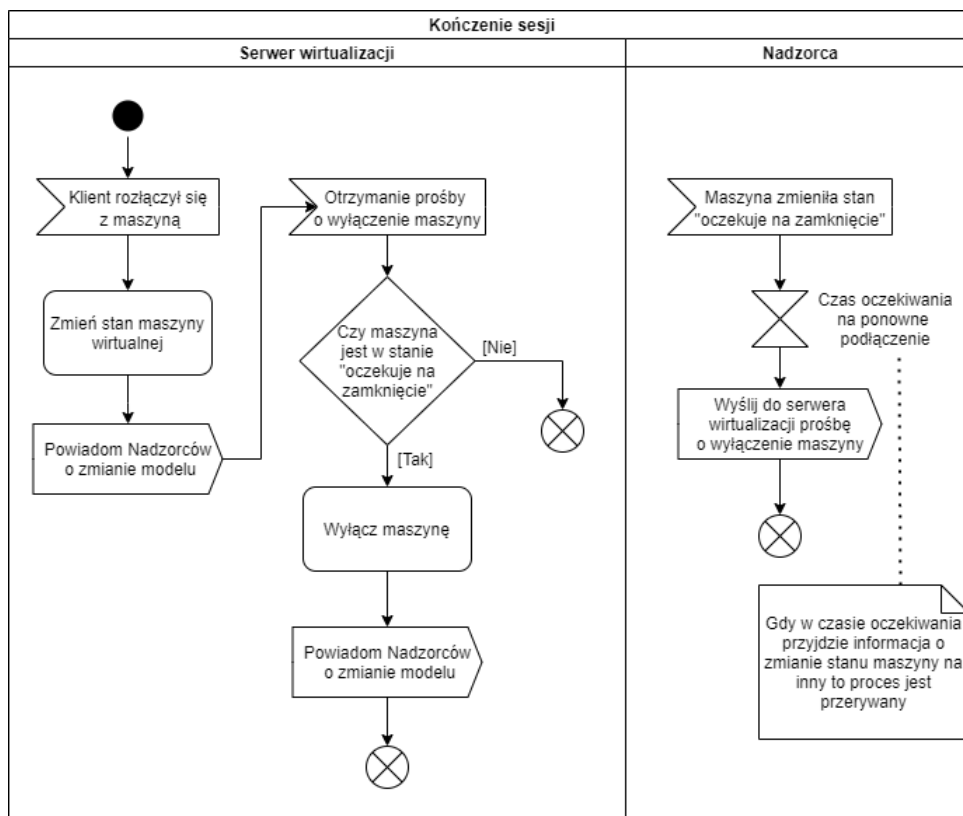 Kończenie sesji
Serwer wirtualizacji
Nadzorca
Klient rozłączył się
z maszyną
Zmień stan maszyny
wirtualnej
Powiadom Nadzorców
o zmianie modelu
Otrzymanie prośby
o wyłączenie maszyny
Czy maszyna
jest w stanie
"oczekuje na
zamknięcie"
[Nie]
[Tak]
Wyłącz maszynę
Powiadom Nadzorców
o zmianie modelu
Maszyna zmieniła stan
"oczekuje na zamknięcie"
Czas oczekiwania
na ponowne
podłączenie
Wyślij do serwera
wirtualizacji prośbę
o wyłączenie maszyny
Gdy w czasie oczekiwania
przyjdzie informacja o
zmianie stanu maszyny na
inny to proces jest
przerywany